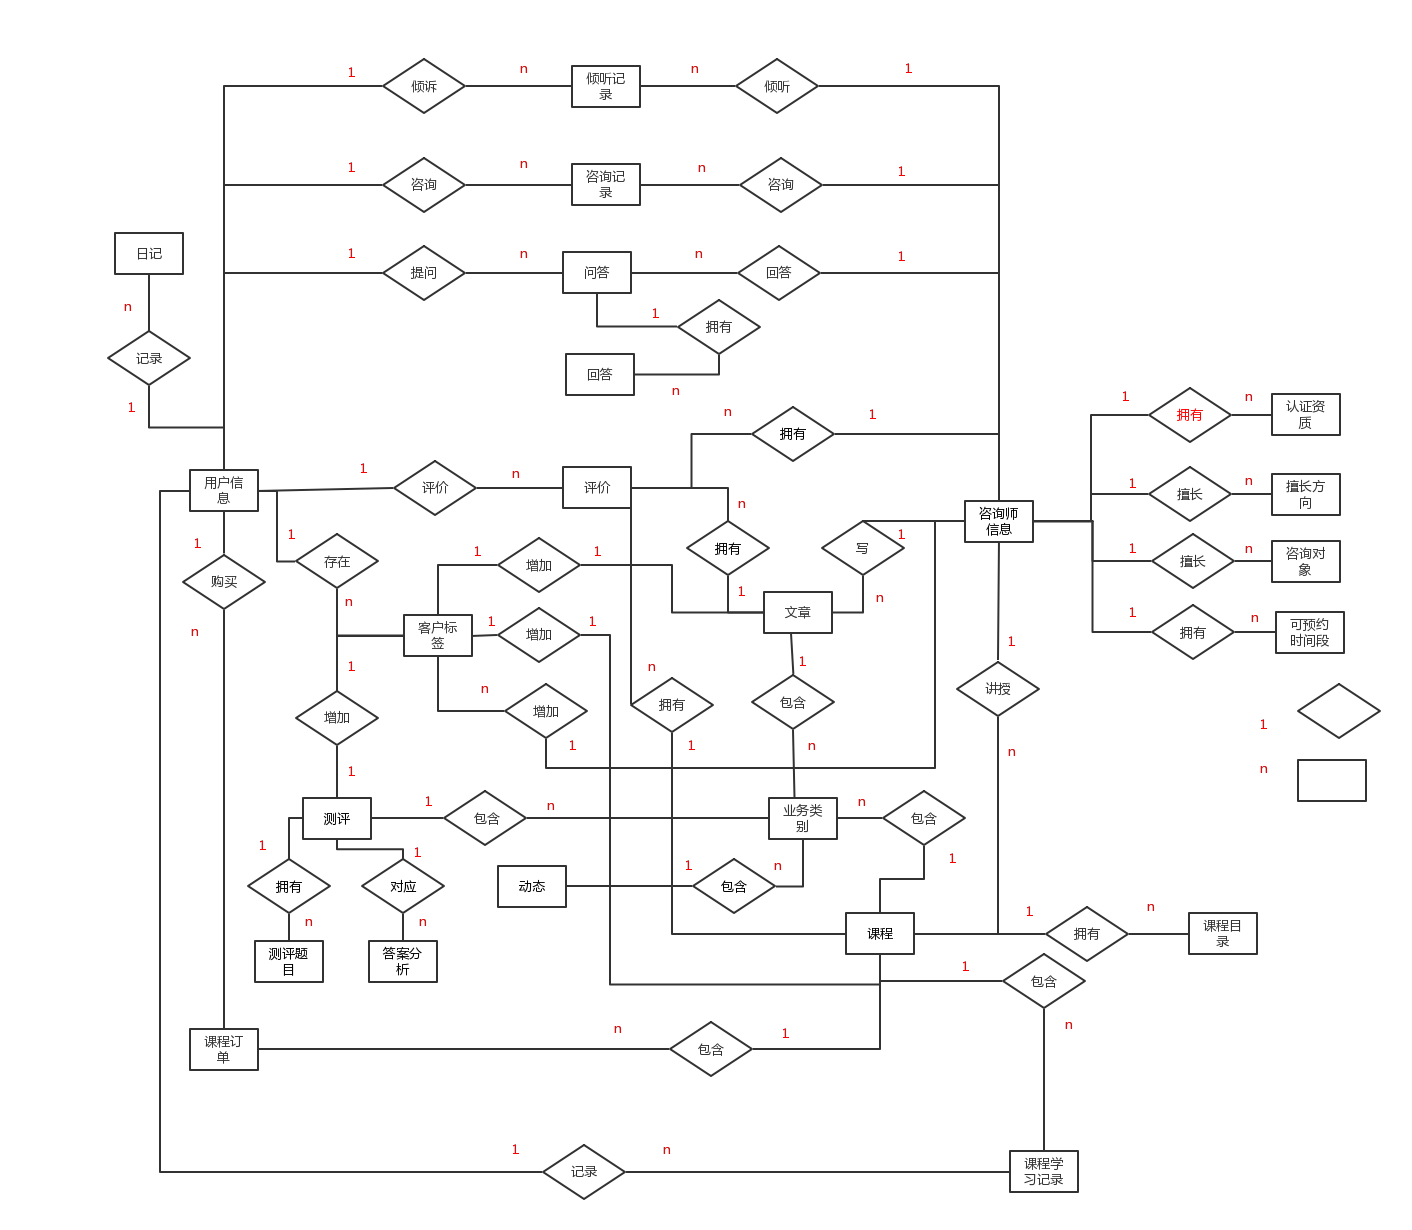 1
倾诉
n
倾听记
录
n
倾听
1
1
咨询
n
咨询记
录
n
咨询
1
日记
1
提问
n
问答
n
回答
1
n
1
拥有
记录
回答
n
1
1
n
拥有
1
1
拥有
n
认证资
质
用户信
息
1
评价
n
评价
n
咨询师
信息
1
擅长
n
擅长方
向
1
购买
n
1
存在
n
1
增加
1
拥有
1
写
1
n
1
擅长
n
咨询对
象
客户标
签
1
增加
1
文章
1
拥有
n
可预约
时间段
1
增加
1
n
增加
1
n
拥有
1
1
包含
n
1
讲授
n
1
n
测评
1
包含
n
业务类
别
n
包含
1
1
拥有
n
1
对应
n
动态
1
包含
n
测评题
目
答案分
析
课程
1
拥有
n
课程目
录
1
包含
n
课程订
单
n
包含
1
1
记录
n
课程学
习记录